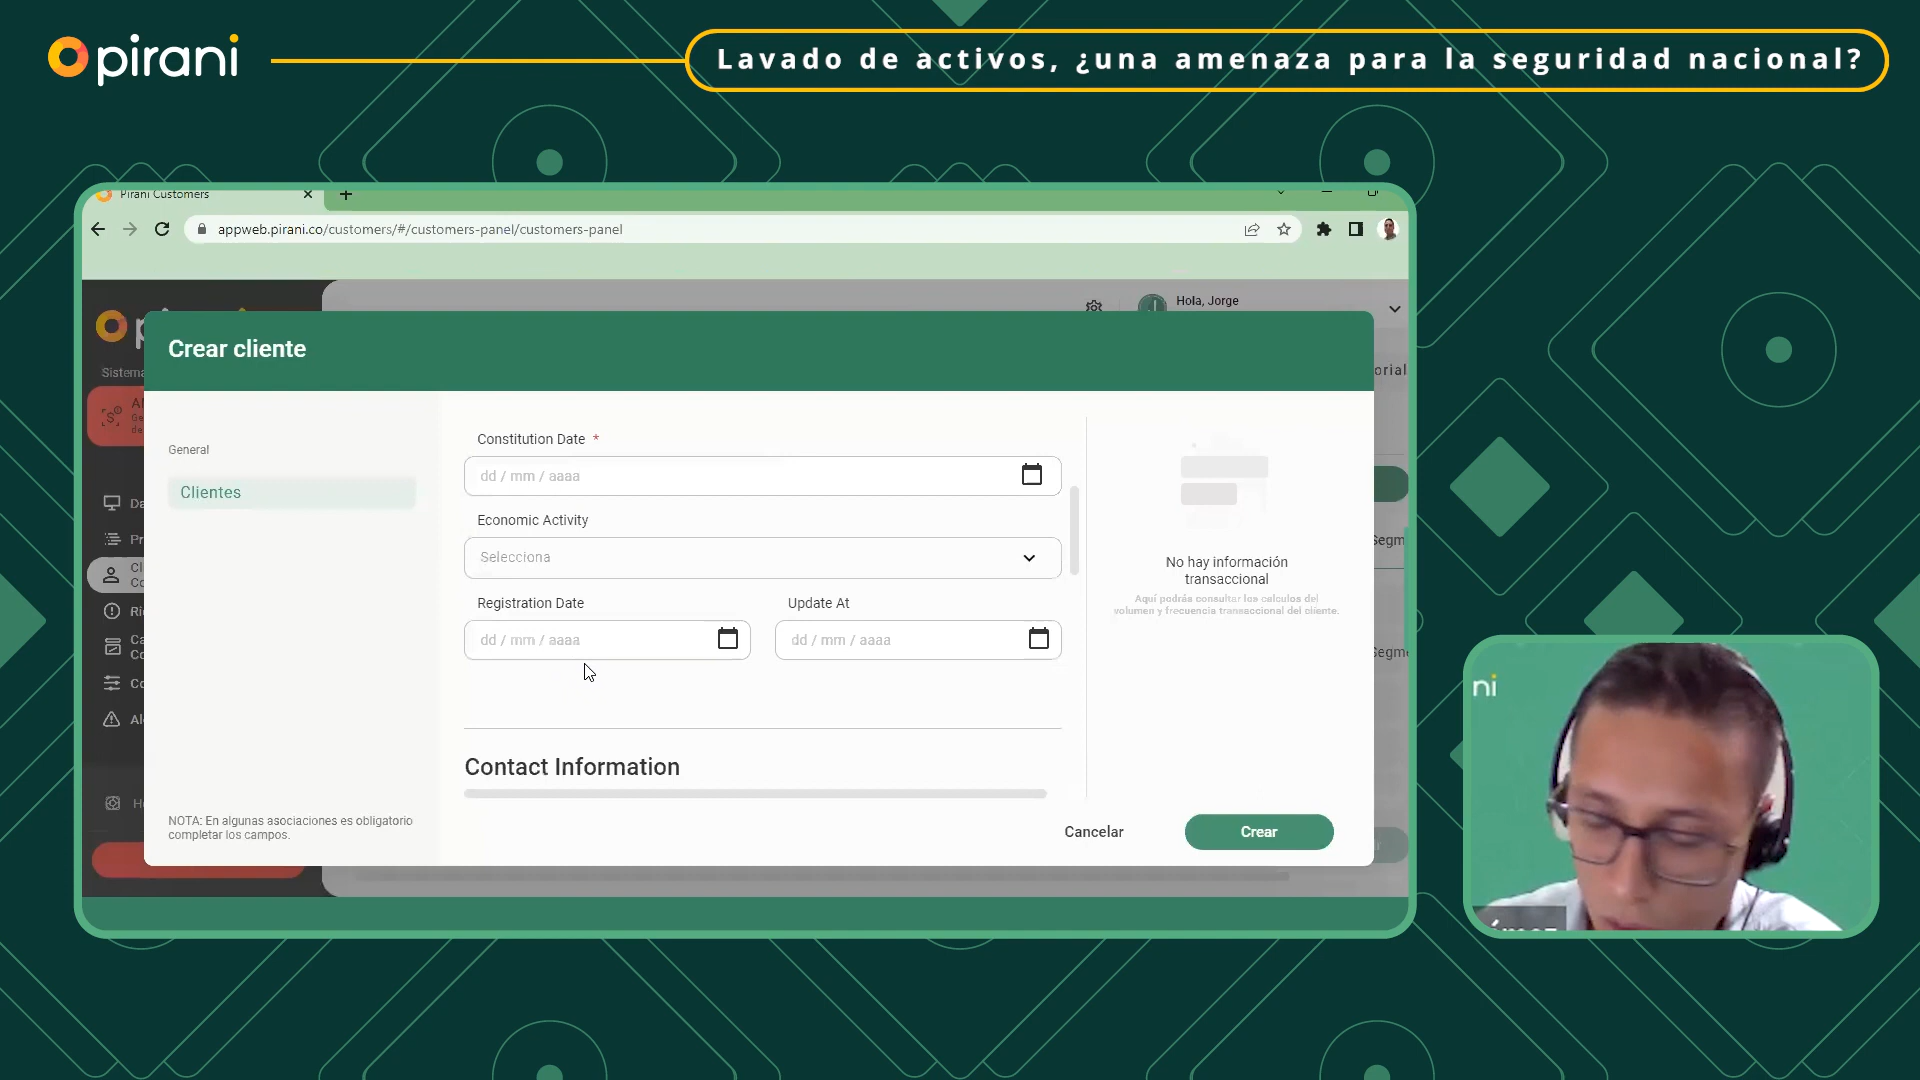 pirani
Lavado de activos, ¿una amenaza para la seguridad nacional?
Pirani Customers
appweb.pirani.co/customers/#/customers-panel/customers-panel
Hola, Jorge
Crear cliente
General
Clientes
NOTA: En algunas asociaciones es obligatorio
completar los campos.
Constitution Date *
dd / mm / aaaa
Economic Activity
Selecciona
Registration Date
Update At
dd / mm / aaaa
dd / mm / aaaa
Contact Information
No hay información
transaccional
Aquí podrás consultar los calculos del
volumen y frecuencia transaccional del cliente.
Cancelar
Crear
ni